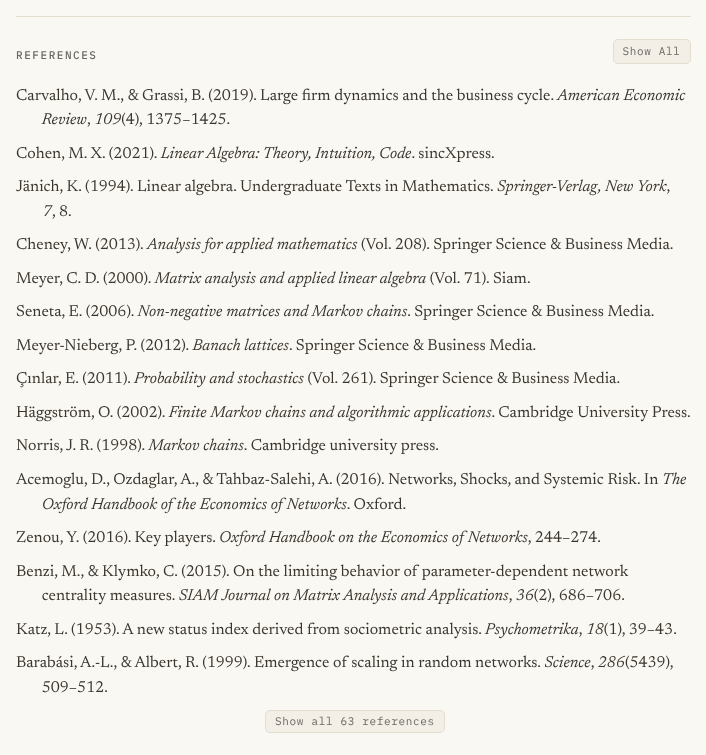 REFERENCES
Show All
Carvalho, V. M., & Grassi, B. (2019). Large firm dynamics and the business cycle. American Economic
Review, 109(4), 1375–1425.
Cohen, M. X. (2021). Linear Algebra: Theory, Intuition, Code. sincXpress.
Jänich, K. (1994). Linear algebra. Undergraduate Texts in Mathematics. Springer-Verlag, New York,
7, 8.
Cheney, W. (2013). Analysis for applied mathematics (Vol. 208). Springer Science & Business Media.
Meyer, C. D. (2000). Matrix analysis and applied linear algebra (Vol. 71). Siam.
Seneta, E. (2006). Non-negative matrices and Markov chains. Springer Science & Business Media.
Meyer-Nieberg, P. (2012). Banach lattices. Springer Science & Business Media.
Çınlar, E. (2011). Probability and stochastics (Vol. 261). Springer Science & Business Media.
Häggström, O. (2002). Finite Markov chains and algorithmic applications. Cambridge University Press.
Norris, J. R. (1998). Markov chains. Cambridge university press.
Acemoglu, D., Ozdaglar, A., & Tahbaz-Salehi, A. (2016). Networks, Shocks, and Systemic Risk. In The
Oxford Handbook of the Economics of Networks. Oxford.
Zenou, Y. (2016). Key players. Oxford Handbook on the Economics of Networks, 244–274.
Benzi, M., & Klymko, C. (2015). On the limiting behavior of parameter-dependent network
centrality measures. SIAM Journal on Matrix Analysis and Applications, 36(2), 686–706.
Katz, L. (1953). A new status index derived from sociometric analysis. Psychometrika, 18(1), 39–43.
Barabási, A.-L., & Albert, R. (1999). Emergence of scaling in random networks. Science, 286(5439),
509–512.
Show all 63 references